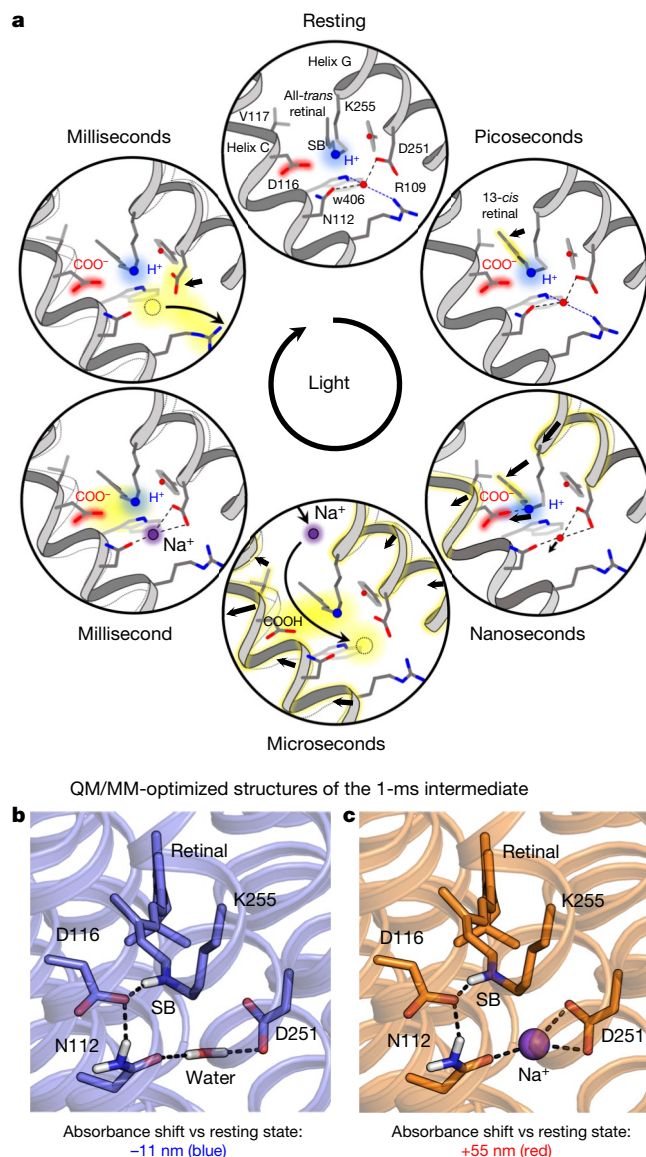 a
Resting
Helix G
All-trans
retinal
K255
V117
SB
D251
Helix C
H⁺
D116
R109
w406
N112
Milliseconds
Picoseconds
COO⁻
H⁺
13-cis
retinal
H⁺
Light
COO⁻
H⁺
Na⁺
Na⁺
COOH
COO⁻
H⁺
Millisecond
Nanoseconds
Microseconds
QM/MM-optimized structures of the 1-ms intermediate
b
Retinal
K255
D116
SB
N112
D251
Water
Absorbance shift vs resting state:
–11 nm (blue)
c
Retinal
K255
D116
SB
N112
D251
Na⁺
Absorbance shift vs resting state:
+55 nm (red)